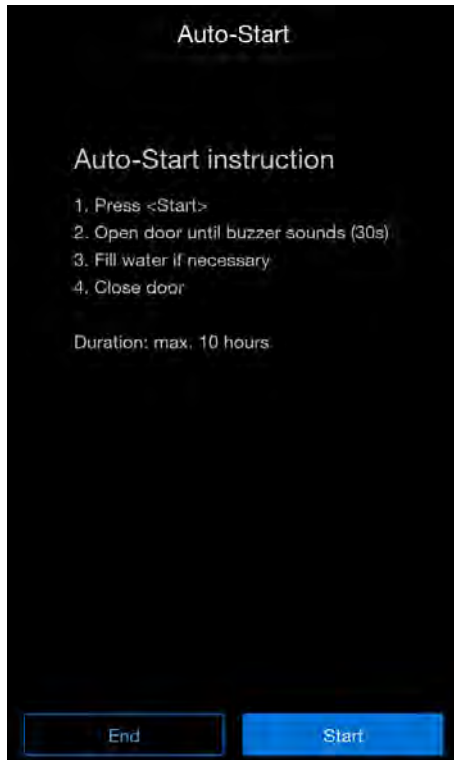 Auto-Start
Auto-Start instruction
1. Press <Start>
2. Open door until buzzer sounds (30s)
3. Fill water if necessary
4. Close door
Duration: max. 10 hours
End
Start